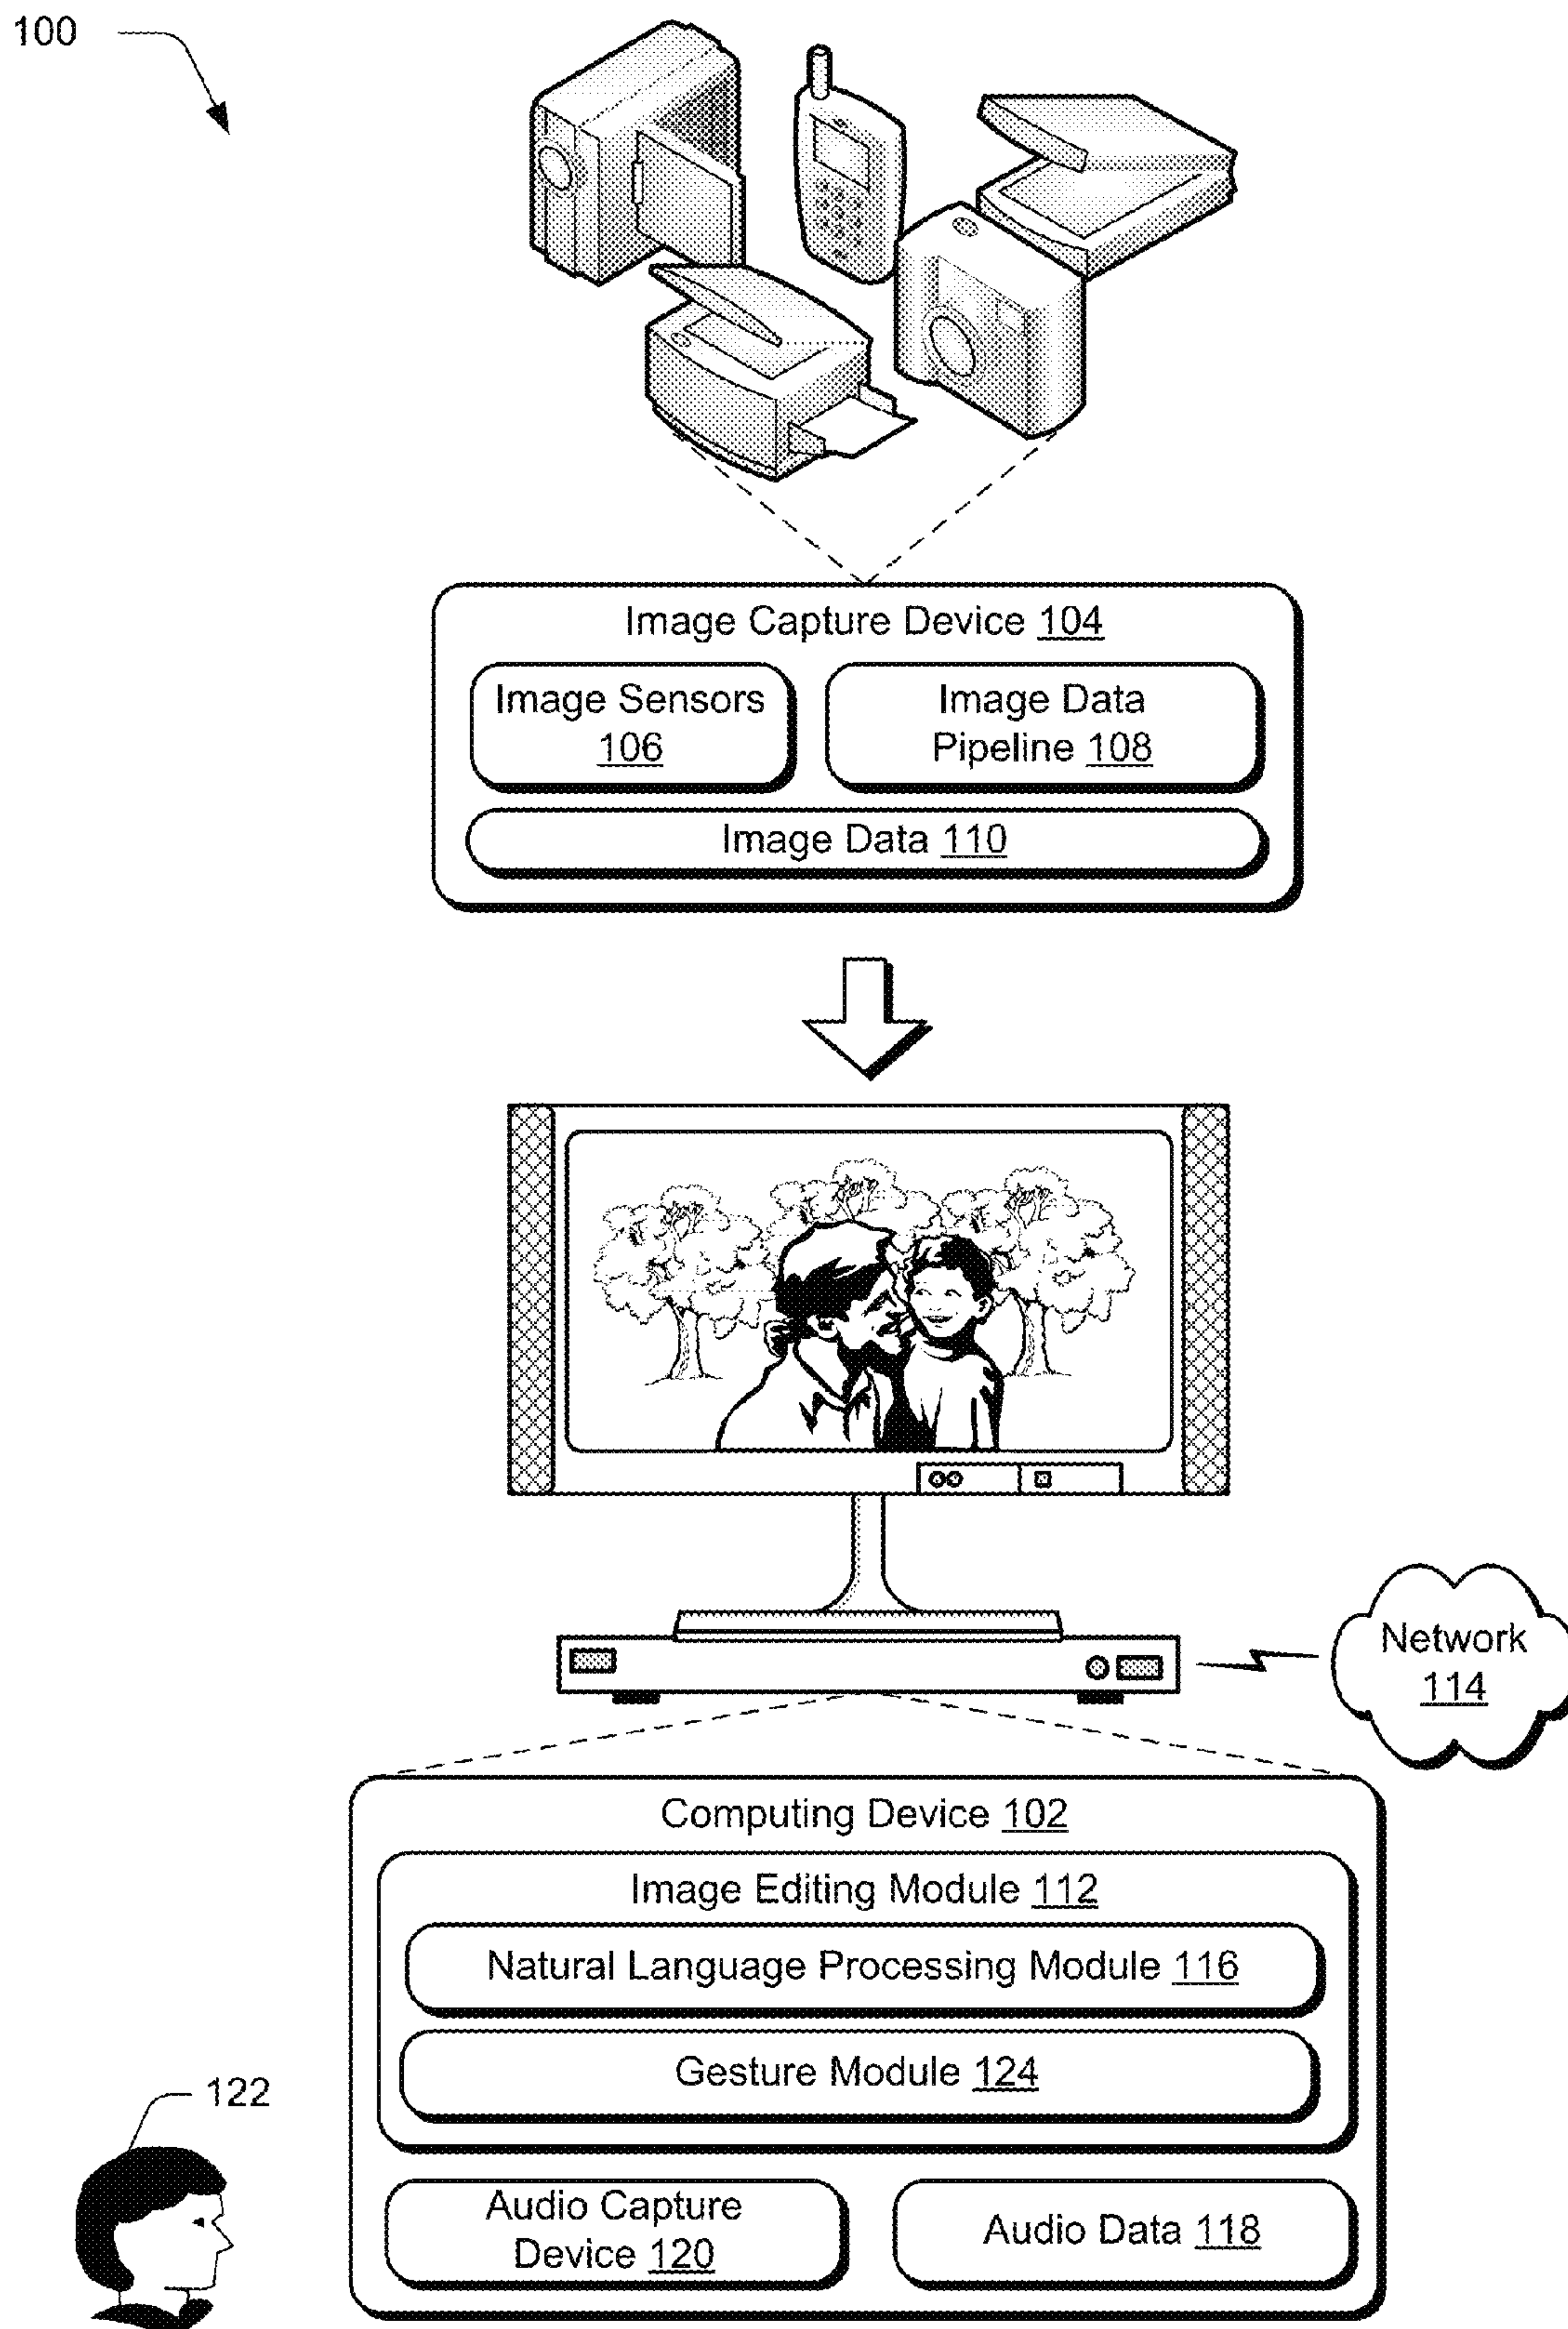 100
Image Capture Device 104
Image Sensors
106
Image Data
Pipeline 108
Image Data 110
Network
114
Computing Device 102
Image Editing Module 112
Natural Language Processing Module 116
Gesture Module 124
122
Audio Capture
Device 120
Audio Data 118